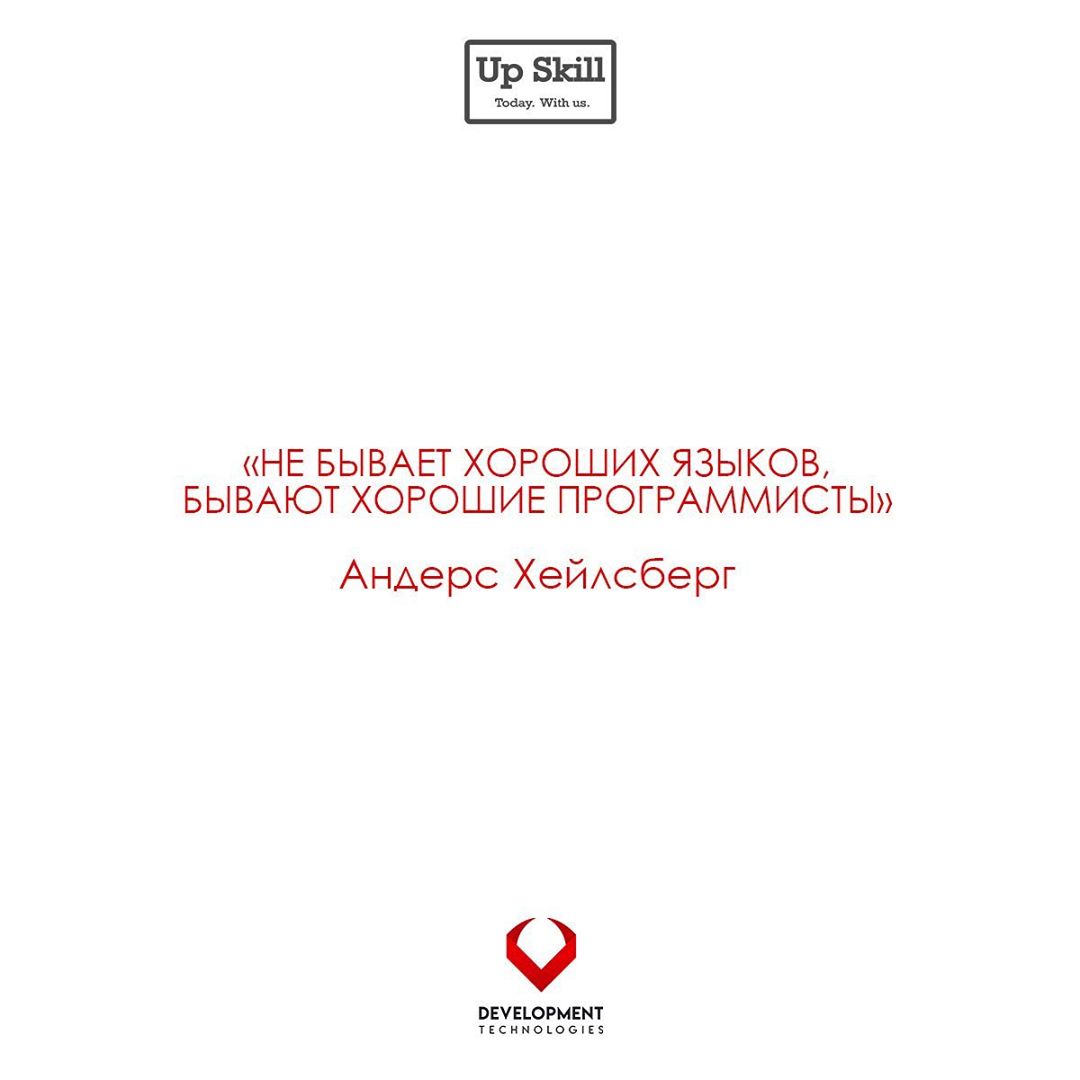 Up Skill
Today. With us.
«НЕ БЫВАЕТ ХОРОШИХ ЯЗЫКОВ,
БЫВАЮТ ХОРОШИЕ ПРОГРАММИСТЫ»
Андерс Хейлсберг
DEVELOPMENT
TECHNOLOGIES